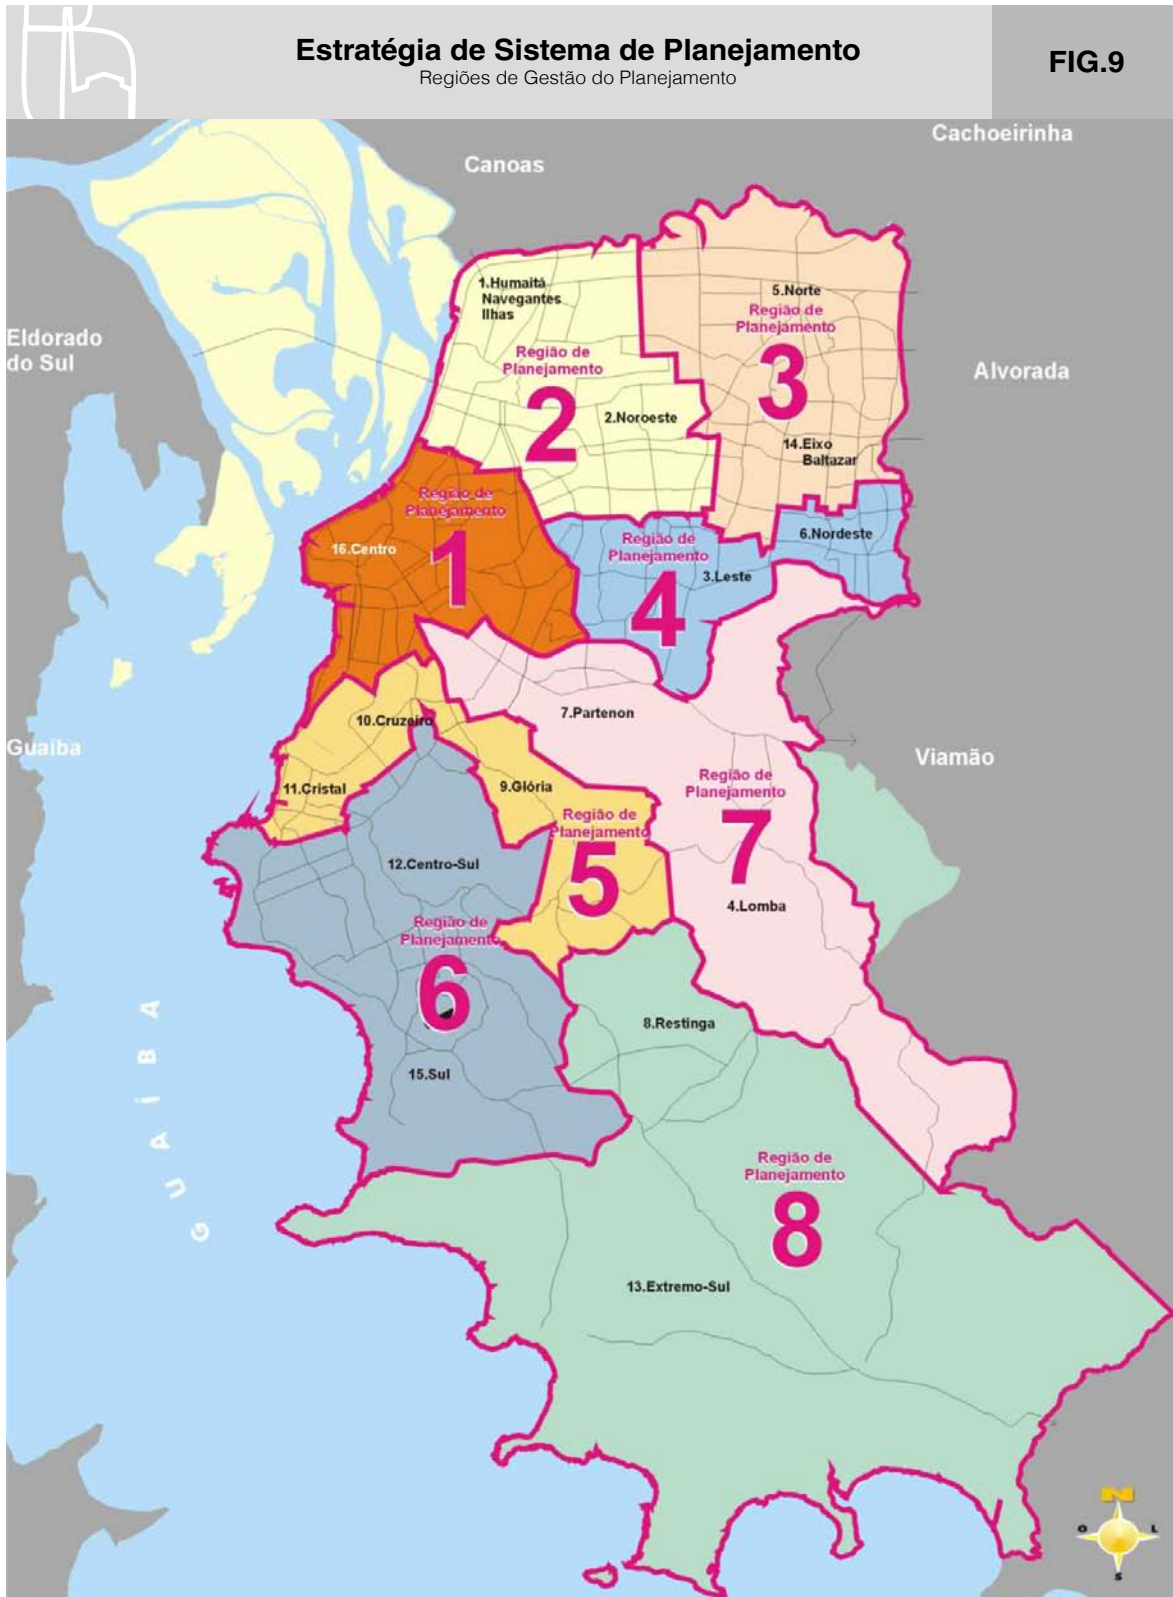 Estratégia de Sistema de Planejamento
Regiões de Gestão do Planejamento
FIG.9
Cachoeirinha
Canoas
1.Humaitá
Navegantes
Ilhas
5.Norte
Região de
Planejamento
3
Eldorado
do Sul
Região de
Planejamento
2
2.Noroeste
Alvorada
14.Eixo
Baltazar
Região de
Planejamento
1
16.Centro
Região de
Planejamento
4
3.Leste
6.Nordeste
7.Partenon
10.Cruzeiro
Guaíba
Viamão
11.Cristal
9.Glória
Região de
Planejamento
7
Região de
Planejamento
5
12.Centro-Sul
4.Lomba
Região de
Planejamento
6
8.Restinga
15.Sul
GUAÍBA
Região de
Planejamento
8
13.Extremo-Sul
N
O
L
S